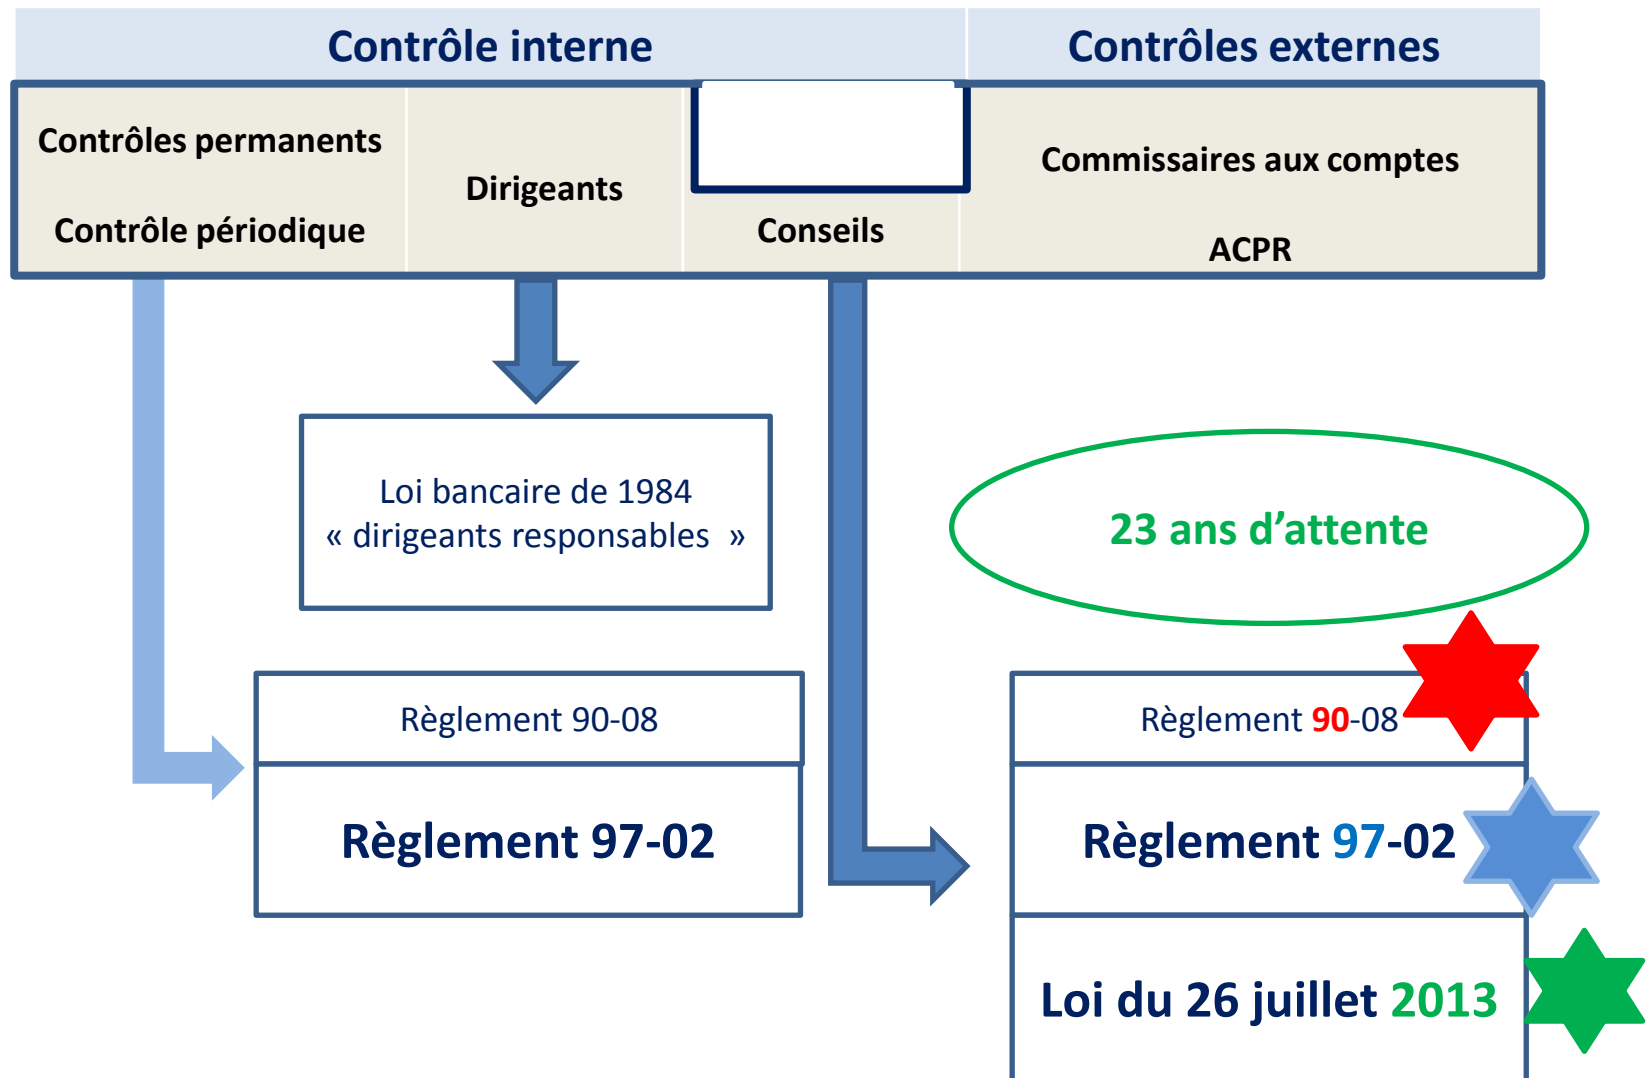 Contrôle interne
Contrôles externes
Contrôles permanents
Contrôle périodique
Dirigeants
Conseils
Commissaires aux comptes
ACPR
Loi bancaire de 1984
« dirigeants responsables »
23 ans d’attente
Règlement 90-08
Règlement 97-02
Règlement 90-08
Règlement 97-02
Loi du 26 juillet 2013